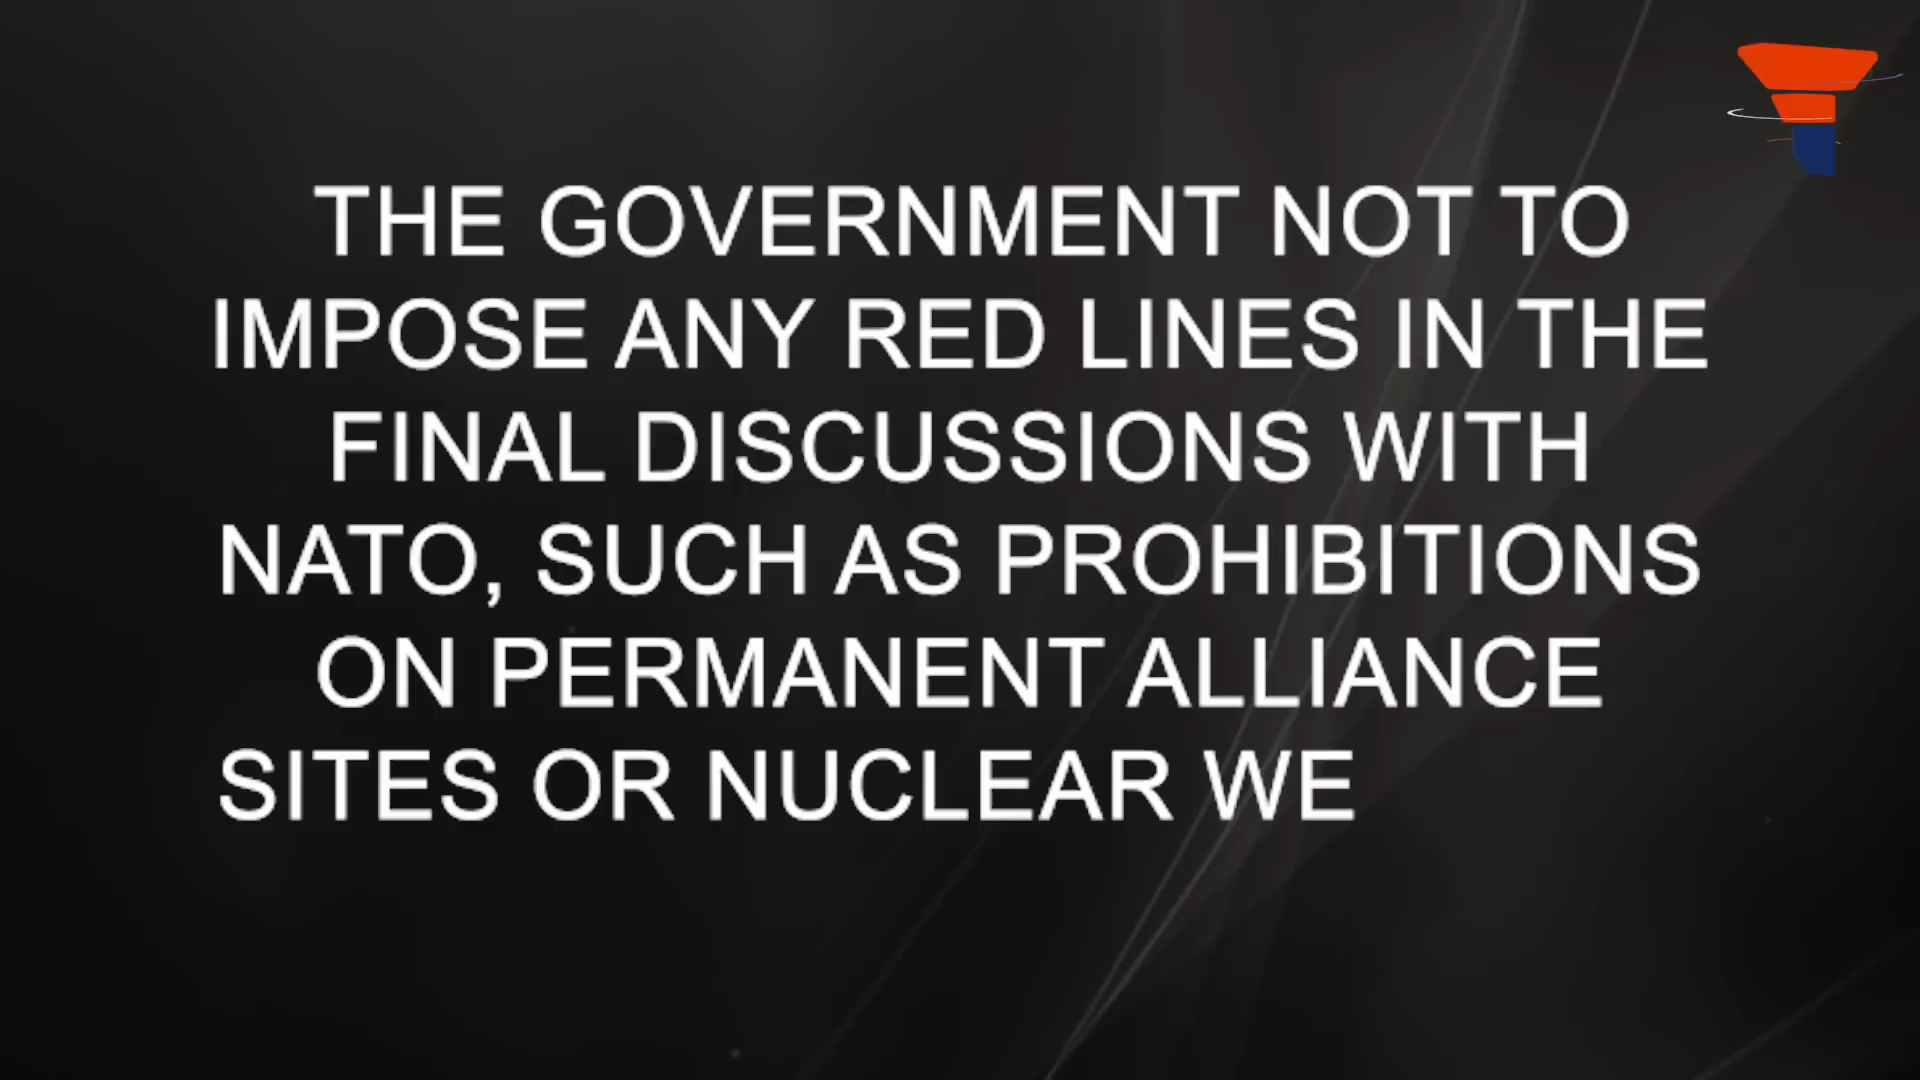 THE GOVERNMENT NOT TO
IMPOSE ANY RED LINES IN THE
FINAL DISCUSSIONS WITH
NATO, SUCH AS PROHIBITIONS
ON PERMANENT ALLIANCE
SITES OR NUCLEAR WE